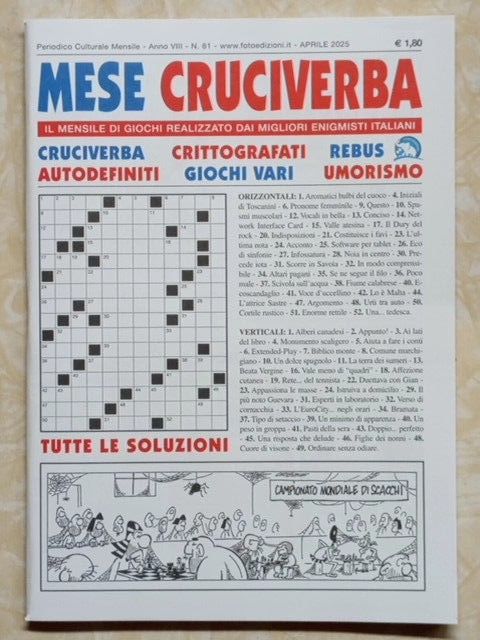 Periodico Culturale Mensile - Anno VIII - N. 81 - www.fotoedizioni.it - APRILE 2025
€ 1,80
MESE CRUCIVERBA
IL MENSILE DI GIOCHI REALIZZATO DAI MIGLIORI ENIGMISTI ITALIANI
CRUCIVERBA CRITTOGRAFATI REBUS
AUTODEFINITI GIOCHI VARI UMORISMO
ORIZZONTALI: 1. Aromatici bulbi del cuoco - 4. Iniziali
di Toscanini - 6. Pronome femminile - 9. Questo - 10. Spa-
smi muscolari - 12. Vocali in bella - 13. Conciso - 14. Net-
work Interface Card - 15. Valle atesina - 17. Il Dury del
rock - 20. Indisposizioni - 21. Costituisce i favi - 23. L'ul-
tima nota - 24. Acconto - 25. Software per tablet - 26. Eco
di sinfonie - 27. Infossatura - 28. Noia in centro - 30. Pre-
cede iota - 31. Scorre in Savoia - 32. In modo comprensi-
bile - 34. Altari pagani - 35. Se ne segue il filo - 36. Poco
male - 37. Scivola sull'acqua - 38. Fiume calabrese - 40. E-
scoscandaglio - 41. Voce d'uccellino - 42. Lo è Malta - 44.
L'attrice Sastre - 47. Argomento - 48. Urti tra auto - 50.
Cortile rustico - 51. Enorme rettile - 52. Una... tedesca.
VERTICALI: 1. Alberi canadesi - 2. Appunto! - 3. Ai lati
del libro - 4. Monumento scaligero - 5. Aiuta a fare i conti
- 6. Extended-Play - 7. Biblico monte - 8. Comune marchi-
giano - 10. Un dolce spagnolo - 11. La terra dei sumeri - 13.
Beata Vergine - 16. Vale meno di "quadri" - 18. Affezione
cutanea - 19. Rete... del tennista - 22. Duettava con Gian -
23. Appassiona le masse - 24. Istruiva a domicilio - 29. Il
più noto Guevara - 31. Esperti in laboratorio - 32. Verso di
cornacchia - 33. L'EuroCity... negli orari - 34. Bramata -
37. Tipo di setaccio - 39. Un minimo di apparenza - 40. Un
peso in groppa - 41. Pasti della sera - 43. Doppio... perfetto
- 45. Una risposta che delude - 46. Figlie dei nonni - 48.
Cuore di visone - 49. Ordinare senza odiare.
TUTTE LE SOLUZIONI
CAMPIONATO MONDIALE DI SCACCHI